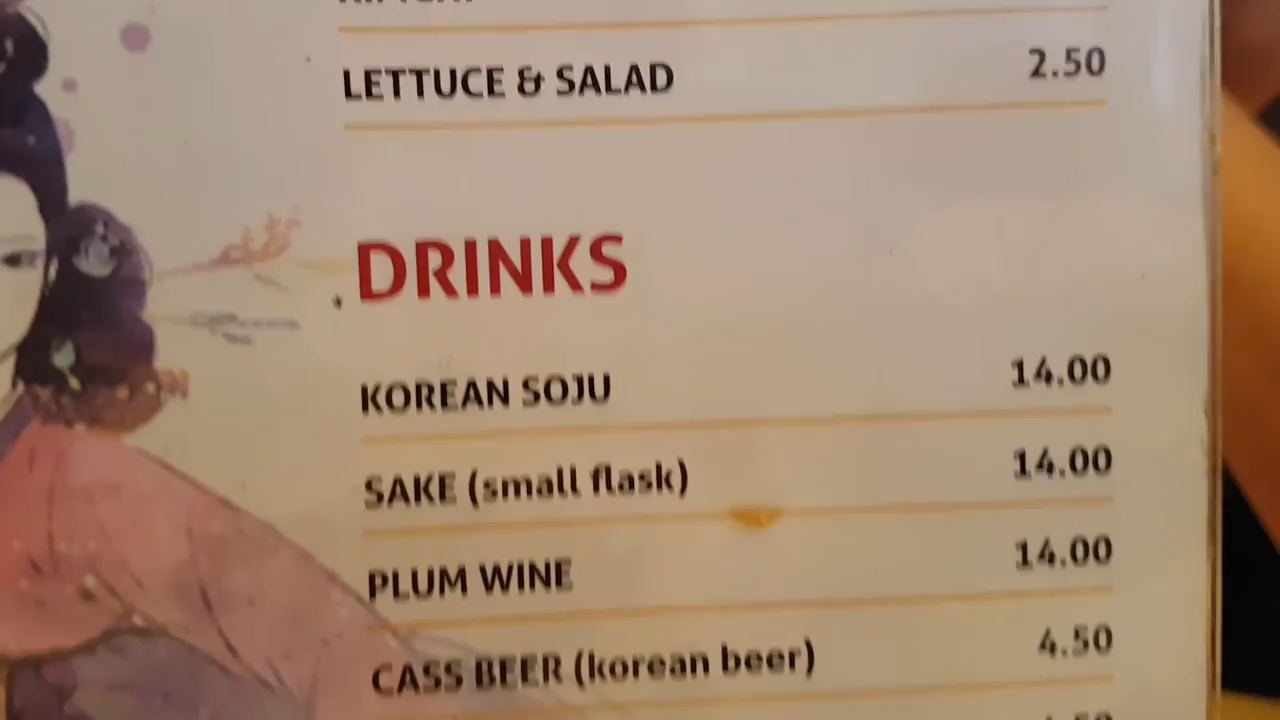 LETTUCE & SALAD 2.50
DRINKS
KOREAN SOJU 14.00
SAKE (small flask) 14.00
PLUM WINE 14.00
CASS BEER (korean beer) 4.50